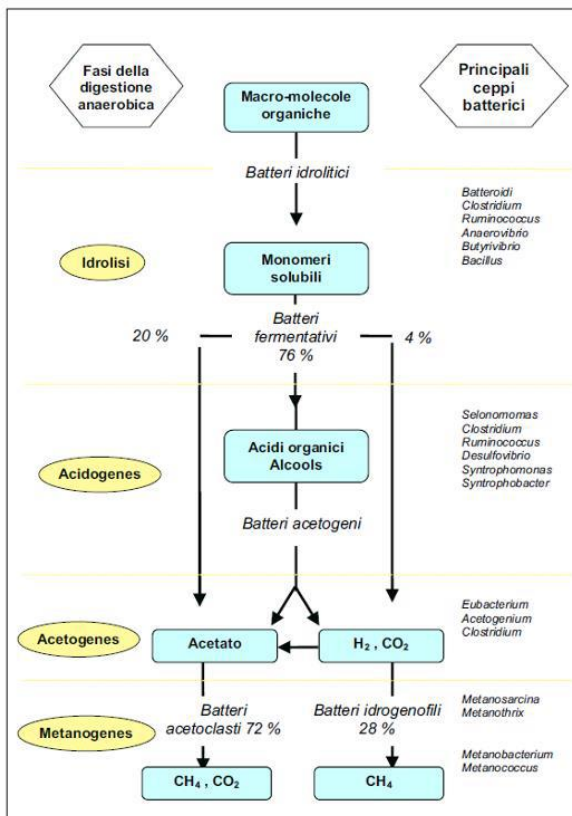 Fasi della
digestione
anaerobica
Macro-molecole
organiche
Principali
ceppi
batterici
Batteri idrolitici
Batteroidi
Clostridium
Ruminococcus
Anaerovibrio
Butyrivibrio
Bacillus
Idrolisi
Monomeri
solubili
20 %
Batteri
fermentativi
76 %
4 %
Selonomomas
Clostridium
Ruminococcus
Desulfovibrio
Syntrophomonas
Syntrophobacter
Acidogenes
Acidi organici
Alcools
Batteri acetogeni
Eubacterium
Acetogenium
Clostridium
Acetogenes
Acetato
H₂ , CO₂
Metanogenes
Batteri
acetoclasti 72 %
Batteri idrogenofili
28 %
Metanosarcina
Metanothrix
CH₄ , CO₂
CH₄
Metanobacterium
Metanococus